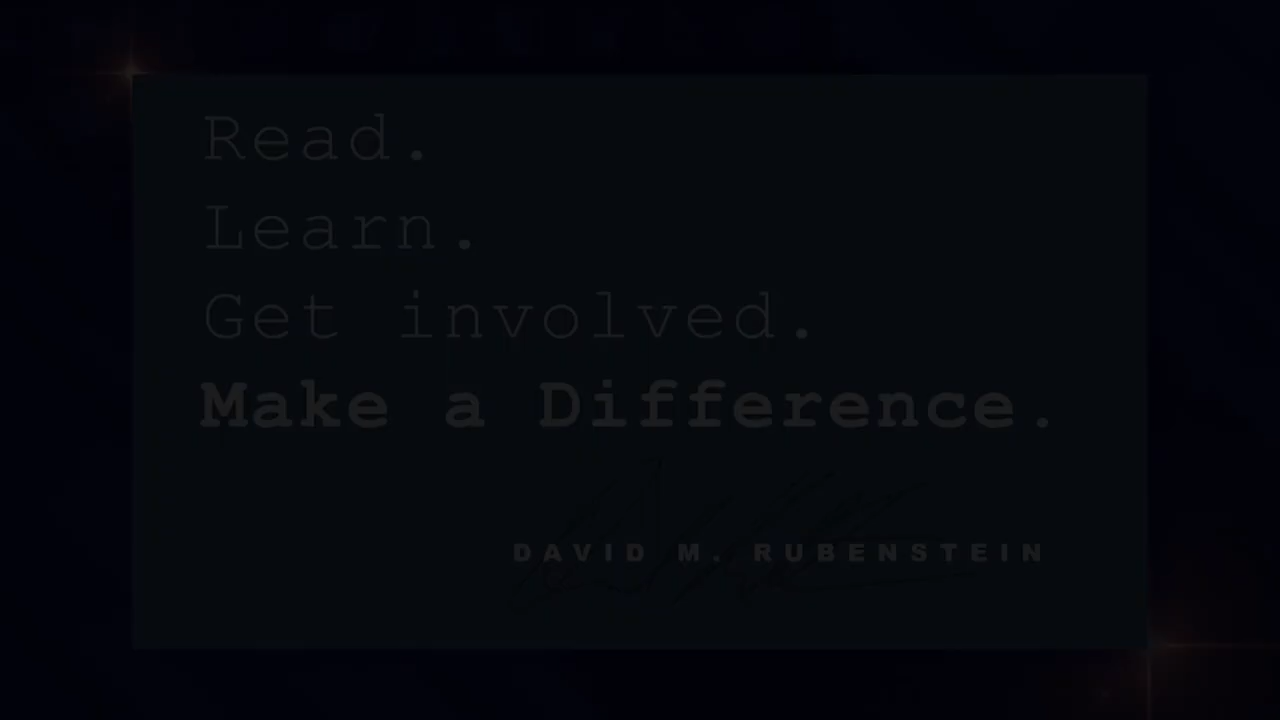 Read.
Learn.
Get involved.
Make a Difference.
DAVID M. RUBENSTEIN